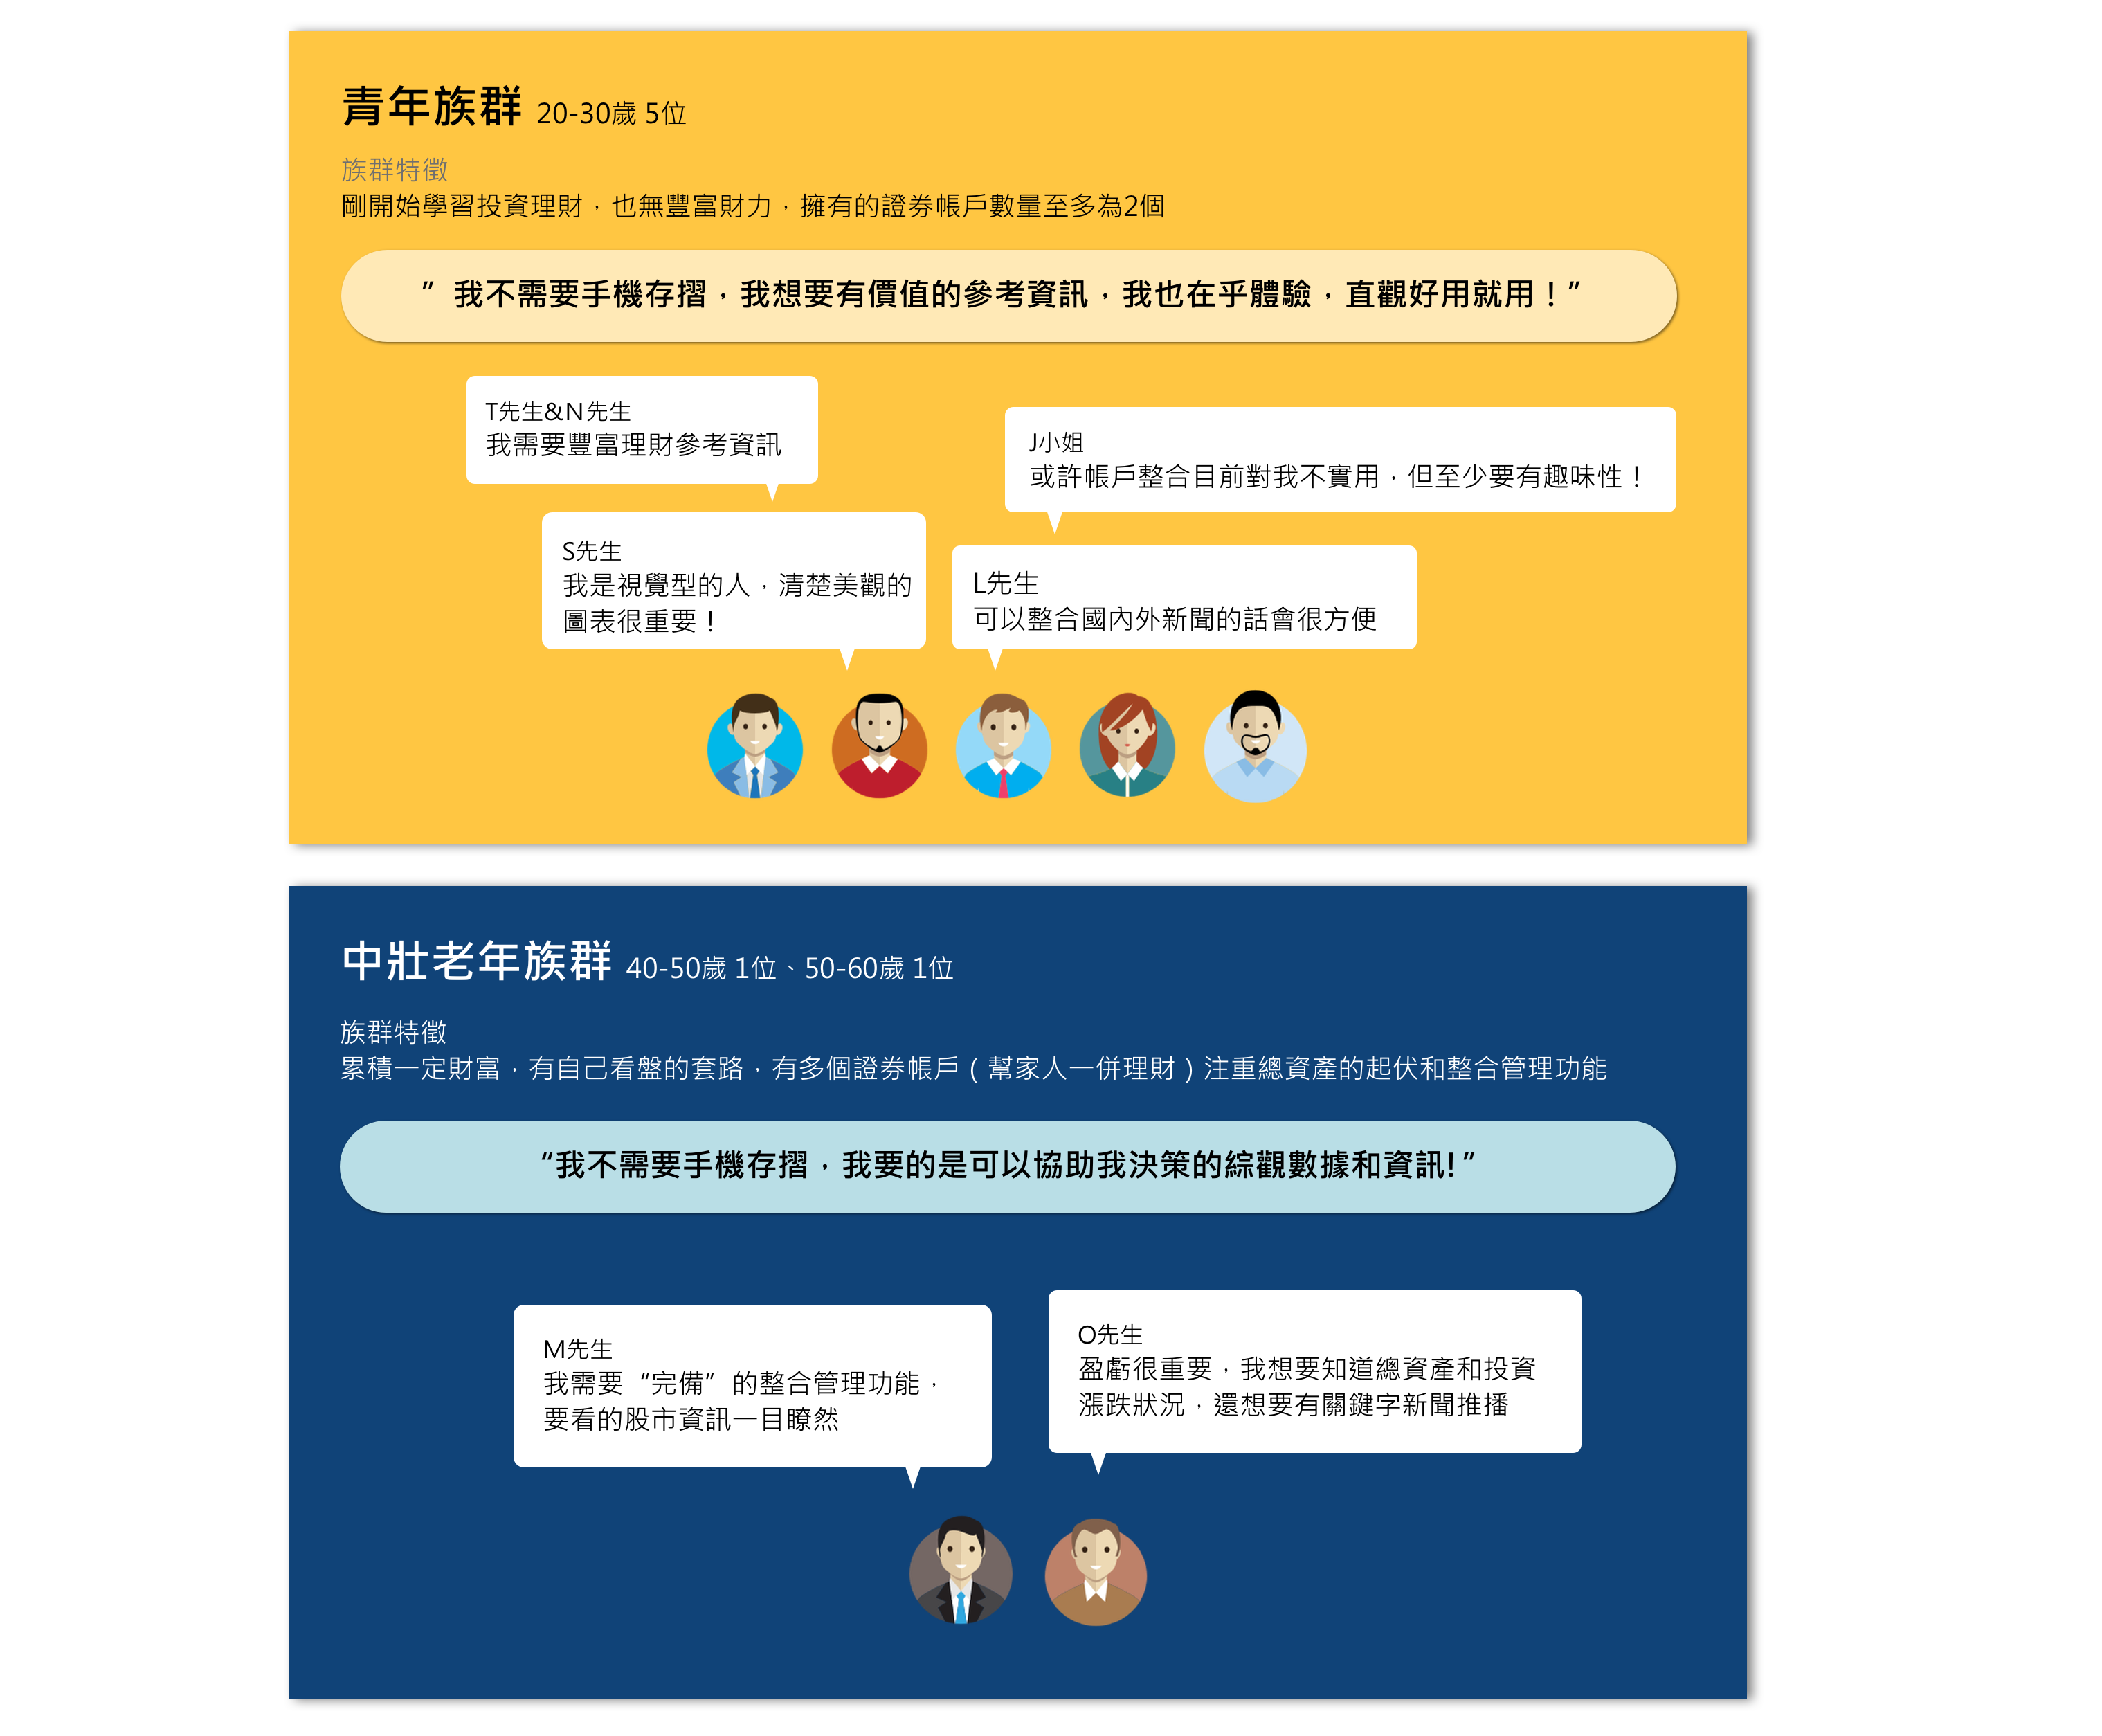 青年族群 20-30歲 5位
族群特徵
剛開始學習投資理財，也無豐富財力，擁有的證券帳戶數量至多為2個
” 我不需要手機存摺，我想要有價值的參考資訊，我也在乎體驗，直觀好用就用！”
T先生&N先生
我需要豐富理財參考資訊
J小姐
或許帳戶整合目前對我不實用，但至少要有趣味性！
S先生
我是視覺型的人，清楚美觀的
圖表很重要！
L先生
可以整合國內外新聞的話會很方便
中壯老年族群 40-50歲 1位、50-60歲 1位
族群特徵
累積一定財富，有自己看盤的套路，有多個證券帳戶（幫家人一併理財）注重總資產的起伏和整合管理功能
“我不需要手機存摺，我要的是可以協助我決策的綜觀數據和資訊!”
M先生
我需要“完備”的整合管理功能，
要看的股市資訊一目瞭然
O先生
盈虧很重要，我想要知道總資產和投資
漲跌狀況，還想要有關鍵字新聞推播